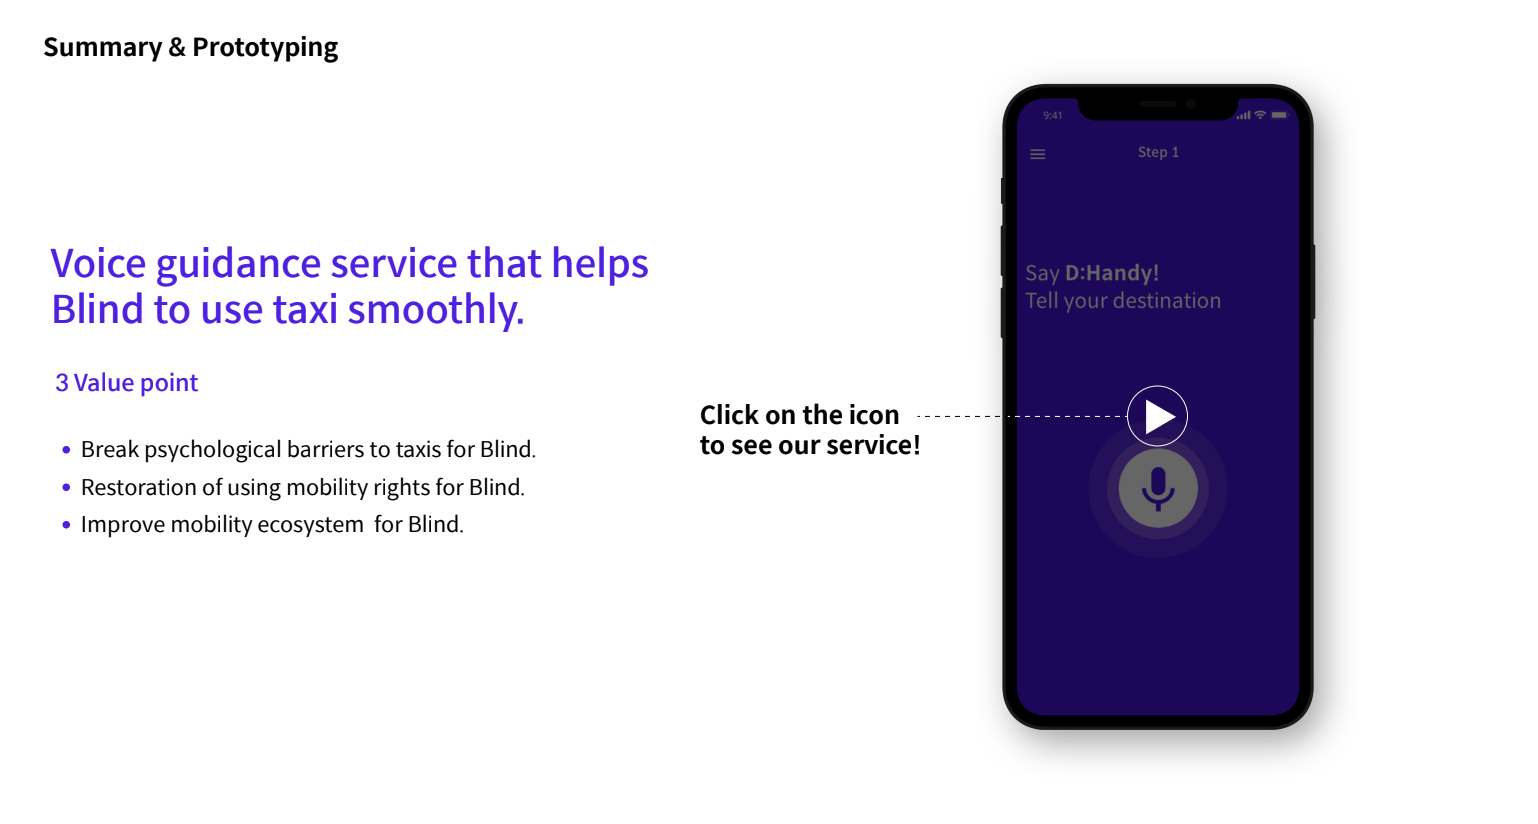 Summary & Prototyping
Voice guidance service that helps
Blind to use taxi smoothly.
3 Value point
• Break psychological barriers to taxis for Blind.
• Restoration of using mobility rights for Blind.
• Improve mobility ecosystem  for Blind.
Click on the icon
to see our service!
9:41
Step 1
Say D:Handy!
Tell your destination